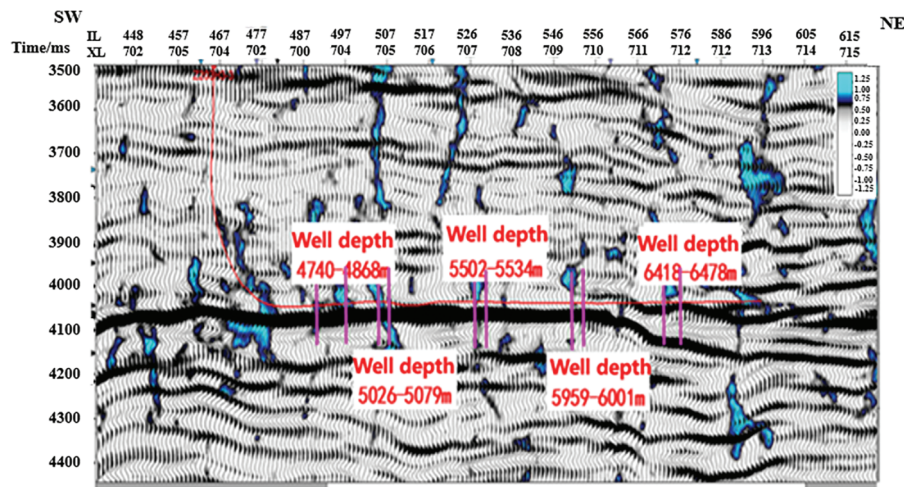 SW
NE
IL 448 457 467 477 487 497 507 517 526 536 546 556 566 576 586 596 605 615
Time/ms XL 702 705 704 702 700 704 705 706 707 708 708 710 711 712 712 713 714 715
3500
3600
3700
3800
3900
4000
4100
4200
4300
4400
1.25
1.00
0.75
0.50
0.25
0.00
-0.25
-0.50
-0.75
-1.00
-1.25
Well depth
4740-4868m
Well depth
5502-5534m
Well depth
6418-6478m
Well depth
5026-5079m
Well depth
5959-6001m